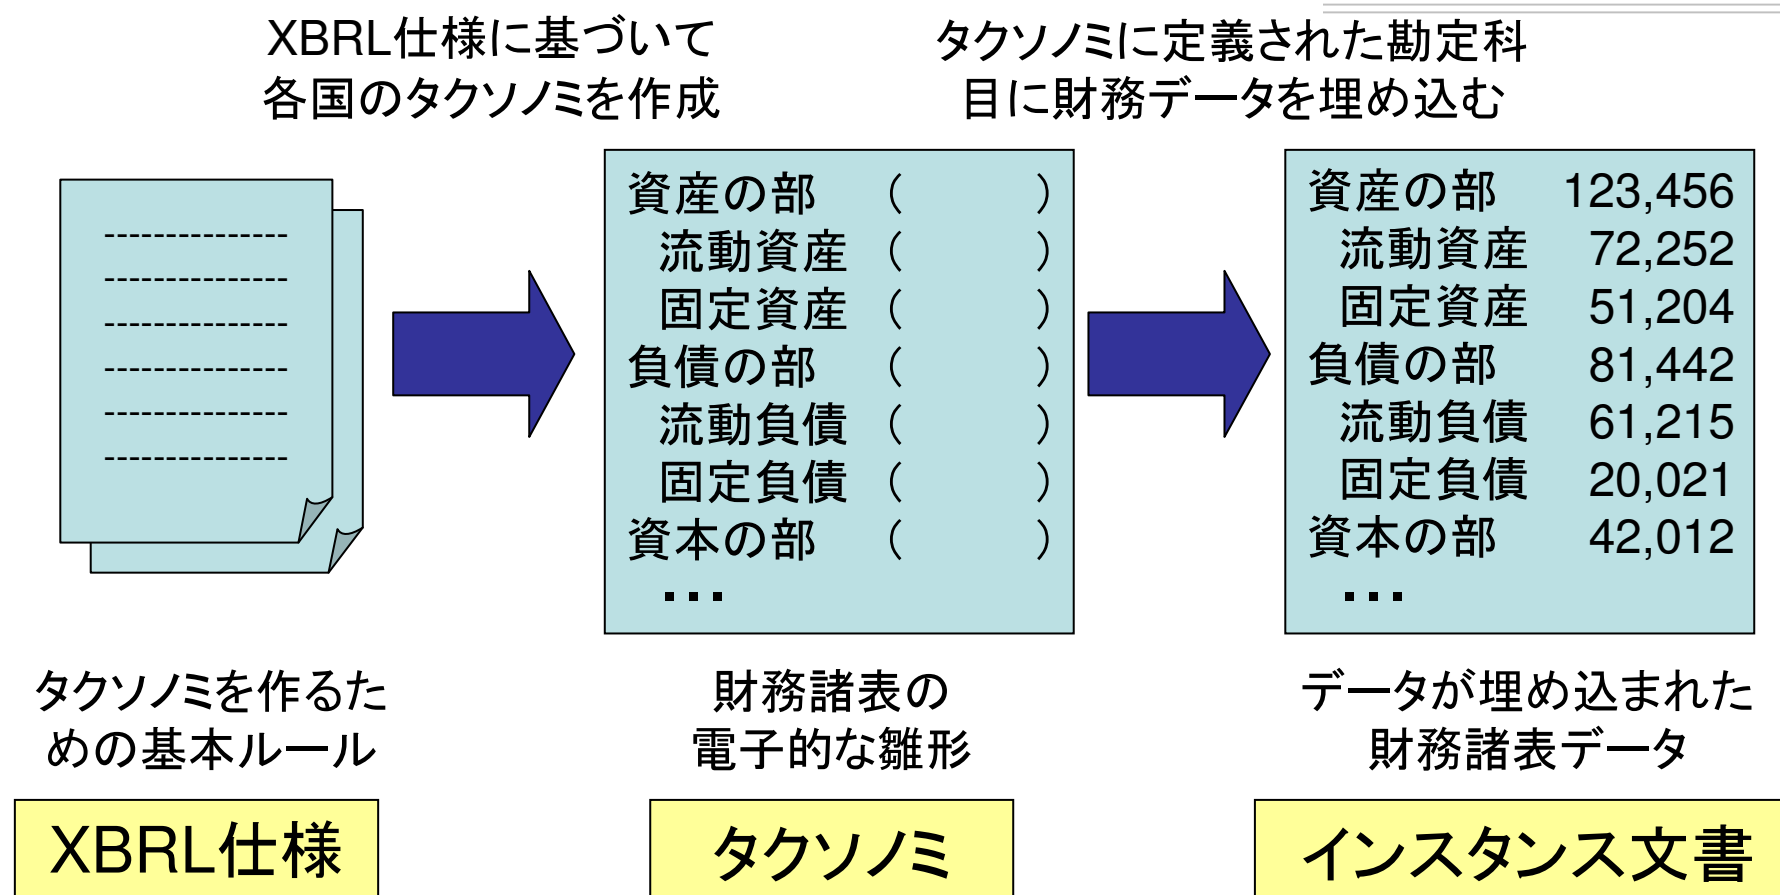 XBRL仕様に基づいて
各国のタクソノミを作成
タクソノミに定義された勘定科
目に財務データを埋め込む
--------------
--------------
--------------
--------------
--------------
--------------
資産の部 （　　）
流動資産 （　　）
固定資産 （　　）
負債の部 （　　）
流動負債 （　　）
固定負債 （　　）
資本の部 （　　）
・・・
資産の部 123,456
流動資産 72,252
固定資産 51,204
負債の部 81,442
流動負債 61,215
固定負債 20,021
資本の部 42,012
・・・
タクソノミを作るた
めの基本ルール
財務諸表の
電子的な雛形
データが埋め込まれた
財務諸表データ
XBRL仕様
タクソノミ
インスタンス文書